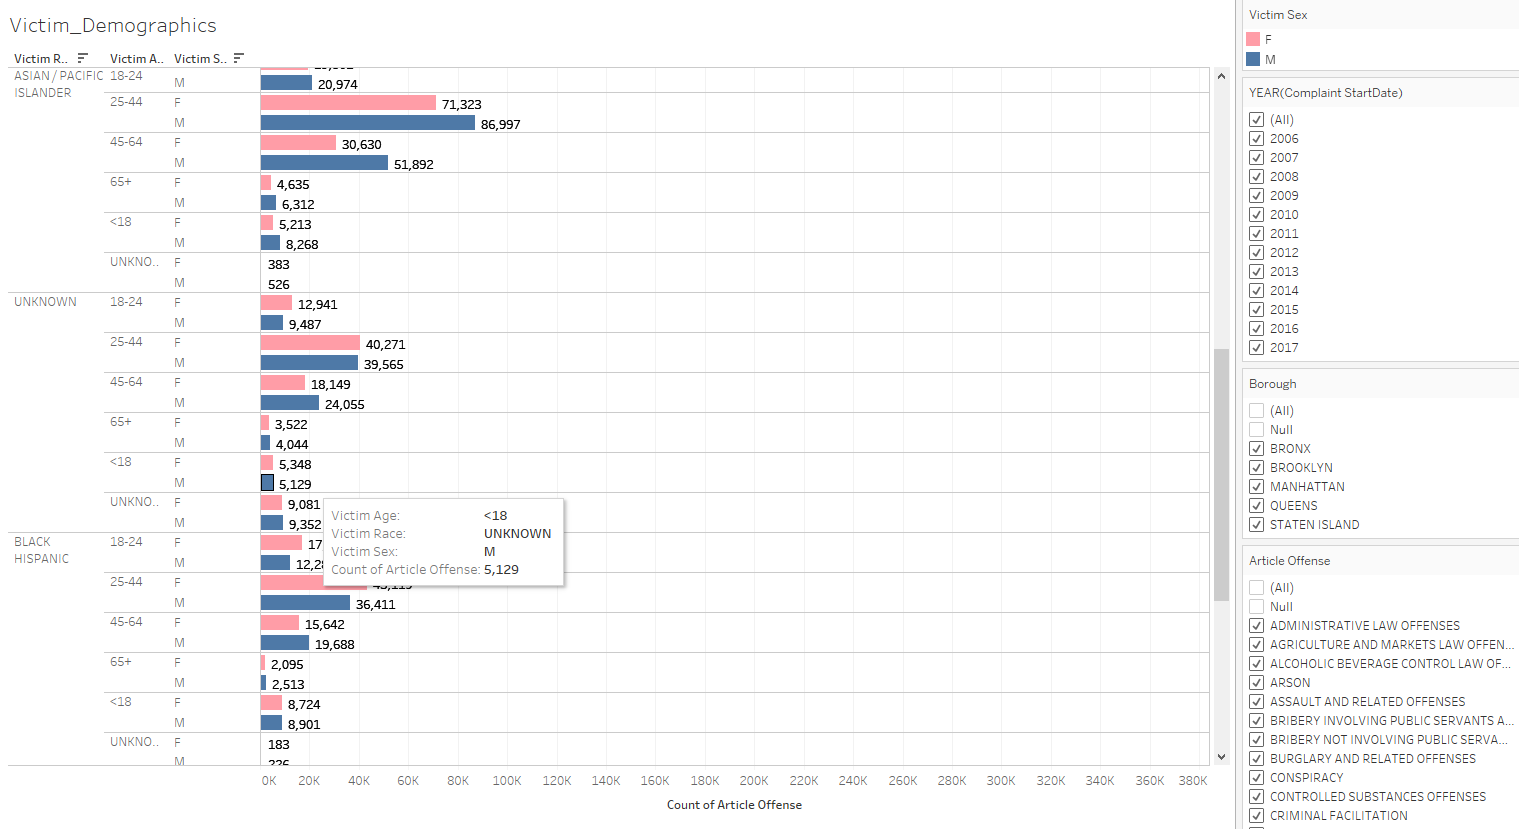 Victim_Demographics
Victim R.. Victim A.. Victim S..
ASIAN / PACIFIC ISLANDER 18-24
M 20,974
25-44 F 71,323
M 86,997
45-64 F 30,630
M 51,892
65+ F 4,635
M 6,312
<18 F 5,213
M 8,268
UNKNO.. F 383
M 526
UNKNOWN 18-24 F 12,941
M 9,487
25-44 F 40,271
M 39,565
45-64 F 18,149
M 24,055
65+ F 3,522
M 4,044
<18 F 5,348
M 5,129
UNKNO.. F 9,081
M 9,352
BLACK HISPANIC 18-24 F 17
M 12,28
25-44 F
M 36,411
45-64 F 15,642
M 19,688
65+ F 2,095
M 2,513
<18 F 8,724
M 8,901
UNKNO.. F 183
M 226
0K 20K 40K 60K 80K 100K 120K 140K 160K 180K 200K 220K 240K 260K 280K 300K 320K 340K 360K 380K
Count of Article Offense
Victim Age: <18
Victim Race: UNKNOWN
Victim Sex: M
Count of Article Offense: 5,129
Victim Sex
F
M
YEAR(Complaint StartDate)
(All)
2006
2007
2008
2009
2010
2011
2012
2013
2014
2015
2016
2017
Borough
(All)
Null
BRONX
BROOKLYN
MANHATTAN
QUEENS
STATEN ISLAND
Article Offense
(All)
Null
ADMINISTRATIVE LAW OFFENSES
AGRICULTURE AND MARKETS LAW OFFEN...
ALCOHOLIC BEVERAGE CONTROL LAW OF...
ARSON
ASSAULT AND RELATED OFFENSES
BRIBERY INVOLVING PUBLIC SERVANTS A...
BRIBERY NOT INVOLVING PUBLIC SERVA...
BURGLARY AND RELATED OFFENSES
CONSPIRACY
CONTROLLED SUBSTANCES OFFENSES
CRIMINAL FACILITATION